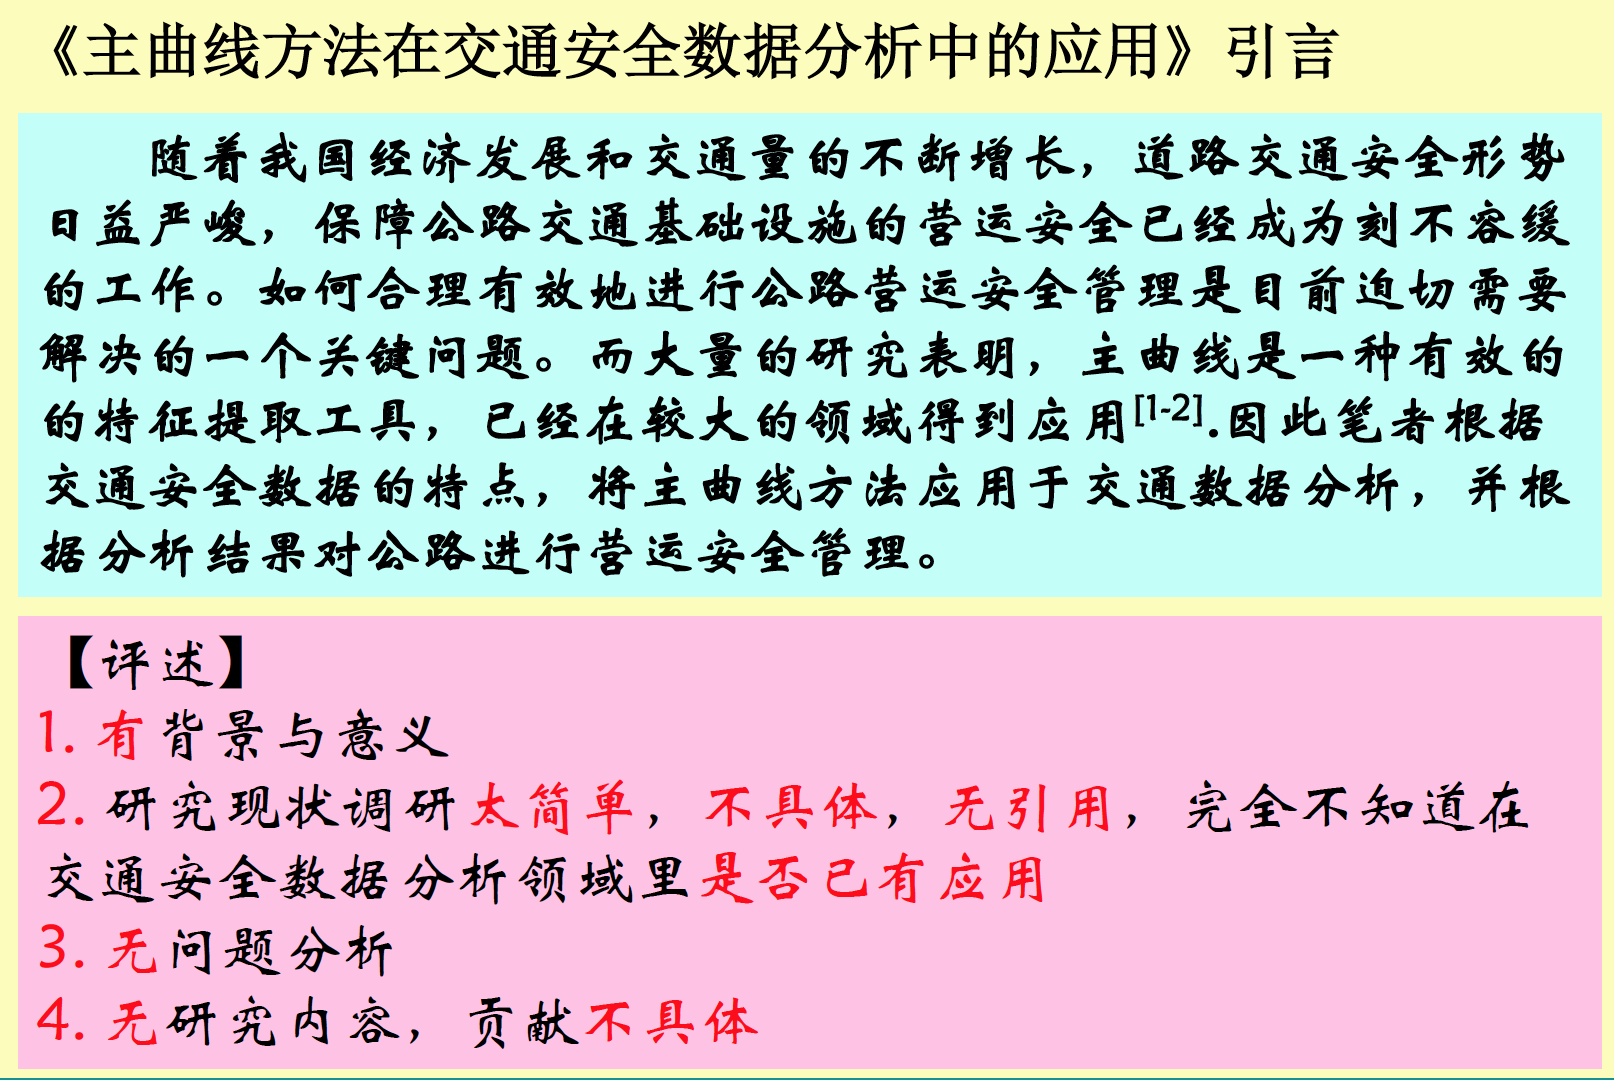 《主曲线方法在交通安全数据分析中的应用》引言
随着我国经济发展和交通量的不断增长，道路交通安全形势
日益严峻，保障公路交通基础设施的营运安全已经成为刻不容缓
的工作。如何合理有效地进行公路营运安全管理是目前迫切需要
解决的一个关键问题。而大量的研究表明，主曲线是一种有效的
的特征提取工具，已经在较大的领域得到应用[1-2].因此笔者根据
交通安全数据的特点，将主曲线方法应用于交通数据分析，并根
据分析结果对公路进行营运安全管理。
【评述】
1. 有背景与意义
2. 研究现状调研太简单，不具体，无引用，完全不知道在
交通安全数据分析领域里是否已有应用
3. 无问题分析
4. 无研究内容，贡献不具体